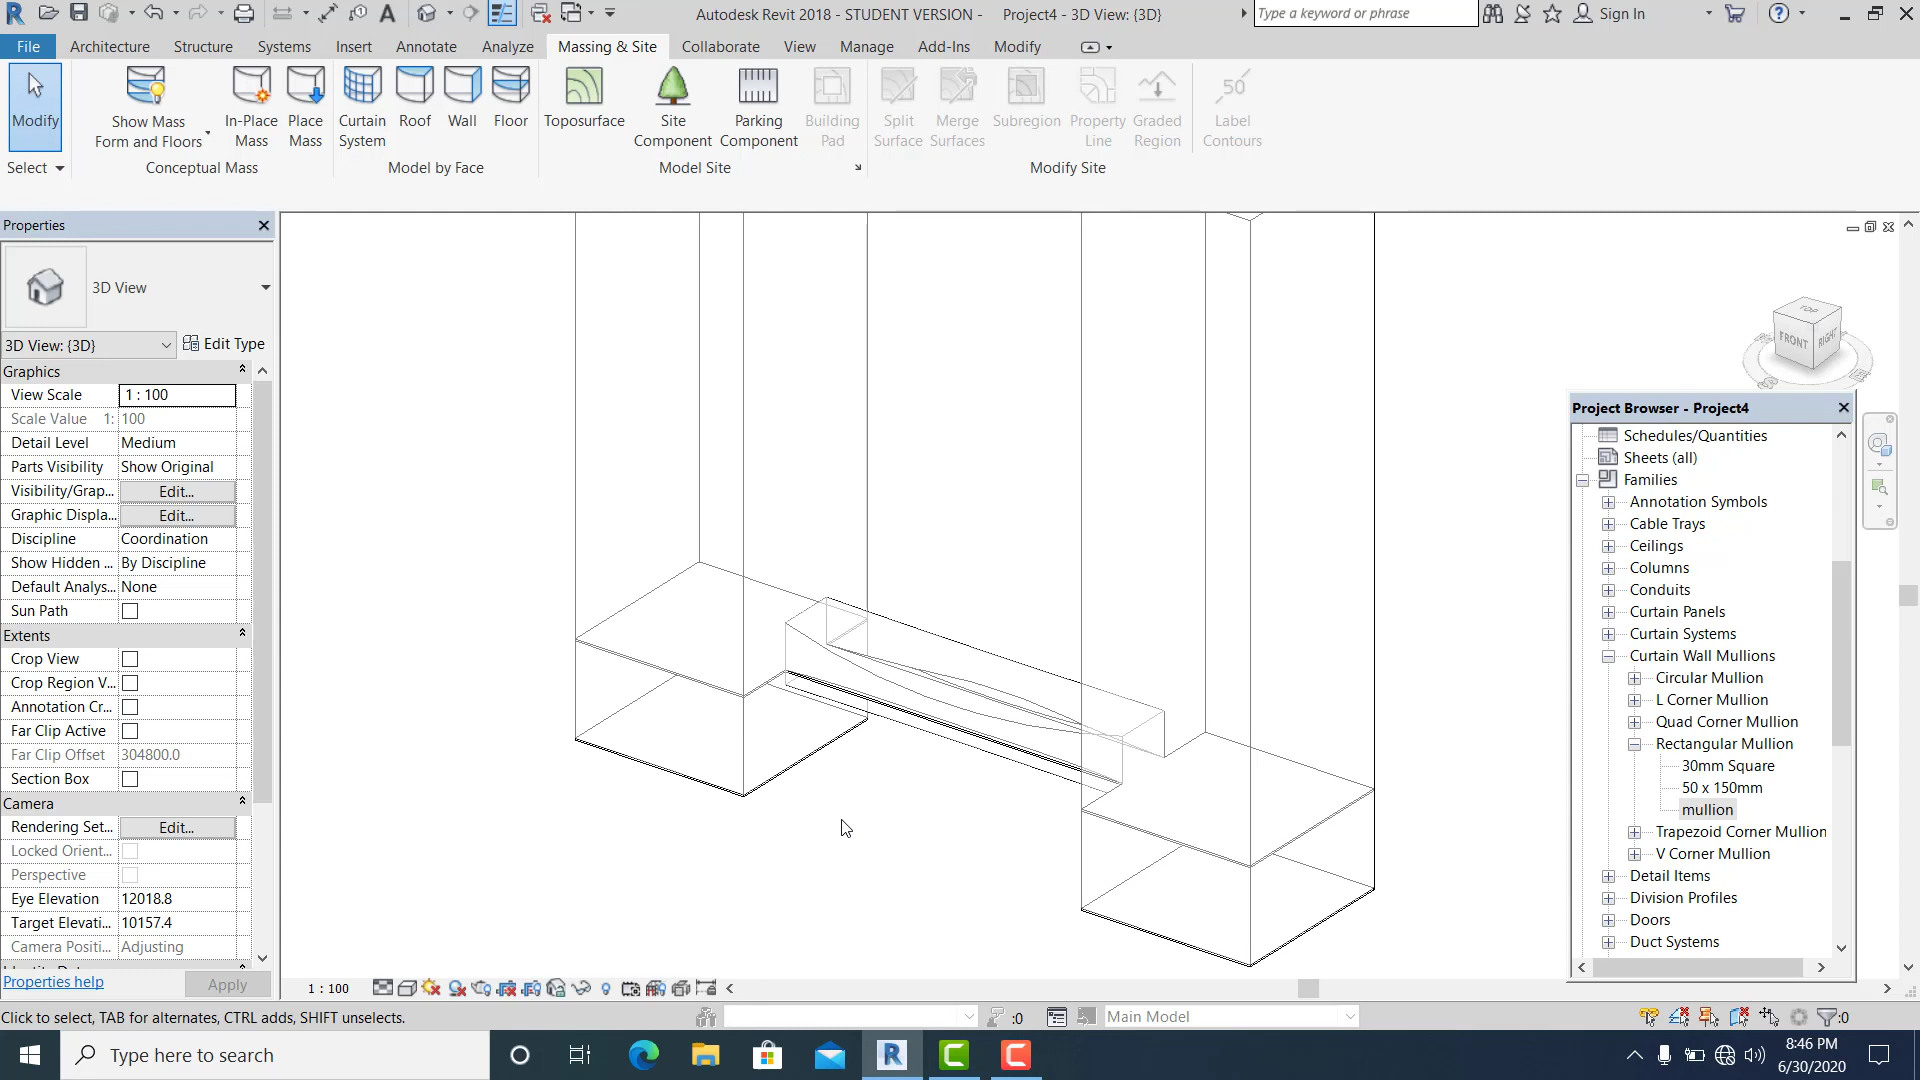 Autodesk Revit 2018 - STUDENT VERSION - Project4 - 3D View: {3D}
Type a keyword or phrase
Sign In
File Architecture Structure Systems Insert Annotate Analyze Massing & Site Collaborate View Manage Add-Ins Modify
Modify
Show Mass
Form and Floors
In-Place
Mass
Place
Mass
Curtain
System
Roof
Wall
Floor
Toposurface
Site
Component
Parking
Component
Building
Pad
Split
Surface
Merge
Surfaces
Subregion
Property
Line
Graded
Region
50
Label
Contours
Select
Conceptual Mass
Model by Face
Model Site
Modify Site
Properties
3D View
3D View: {3D}
Edit Type
Graphics
View Scale 1 : 100
Scale Value 1: 100
Detail Level Medium
Parts Visibility Show Original
Visibility/Grap... Edit...
Graphic Displa... Edit...
Discipline Coordination
Show Hidden ... By Discipline
Default Analys... None
Sun Path
Extents
Crop View
Crop Region V...
Annotation Cr...
Far Clip Active
Far Clip Offset 304800.0
Section Box
Camera
Rendering Set... Edit...
Locked Orient...
Perspective
Eye Elevation 12018.8
Target Elevati... 10157.4
Camera Positi... Adjusting
Properties help
Apply
TOP
FRONT
RIGHT
Project Browser - Project4
Schedules/Quantities
Sheets (all)
Families
Annotation Symbols
Cable Trays
Ceilings
Columns
Conduits
Curtain Panels
Curtain Systems
Curtain Wall Mullions
Circular Mullion
L Corner Mullion
Quad Corner Mullion
Rectangular Mullion
30mm Square
50 x 150mm
mullion
Trapezoid Corner Mullion
V Corner Mullion
Detail Items
Division Profiles
Doors
Duct Systems
1 : 100
Click to select, TAB for alternates, CTRL adds, SHIFT unselects.
:0
Main Model
:0
Type here to search
8:46 PM
6/30/2020